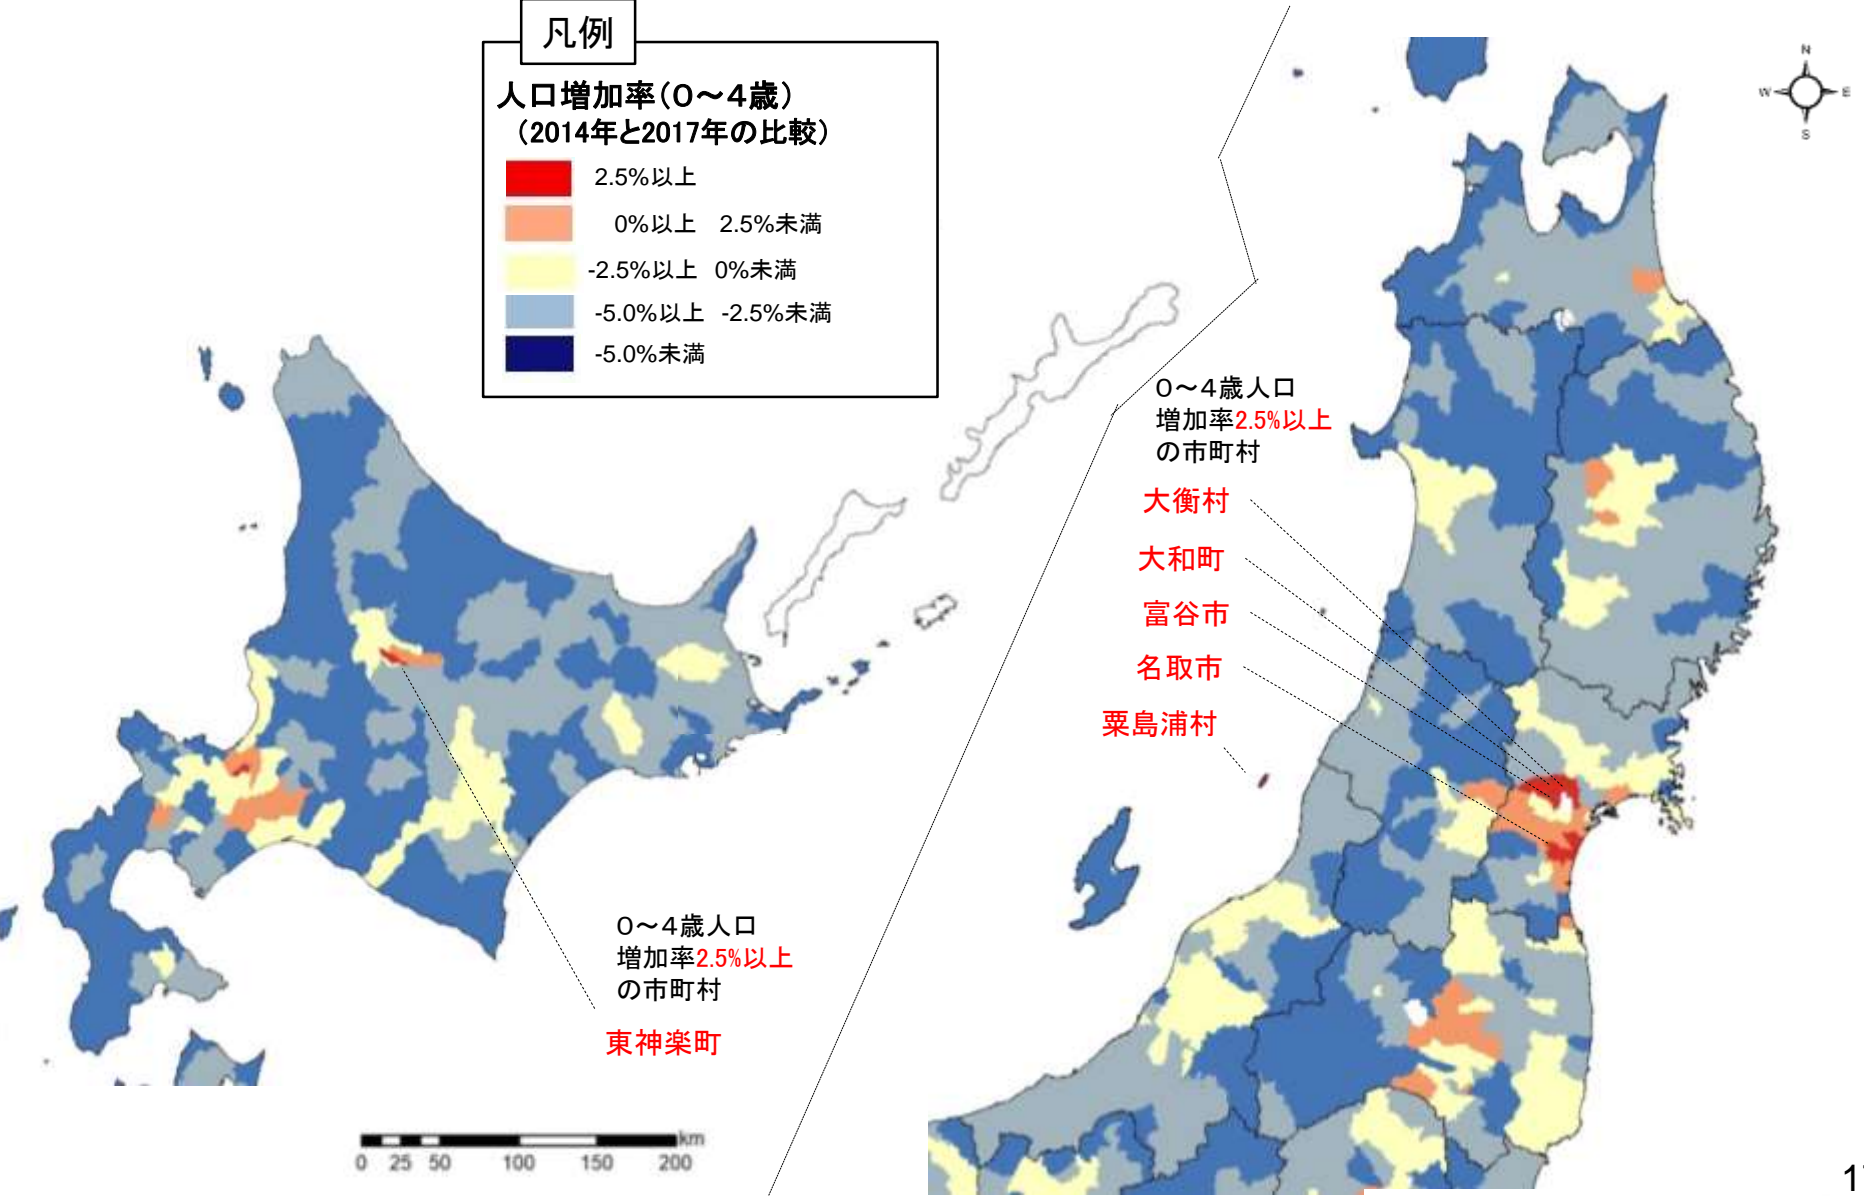 凡例
人口増加率(0～4歳)
(2014年と2017年の比較)
2.5%以上
0%以上 2.5%未満
-2.5%以上 0%未満
-5.0%以上 -2.5%未満
-5.0%未満
N
W E
S
0～4歳人口
増加率2.5%以上
の市町村
大衡村
大和町
富谷市
名取市
粟島浦村
0～4歳人口
増加率2.5%以上
の市町村
東神楽町
km
0 25 50 100 150 200